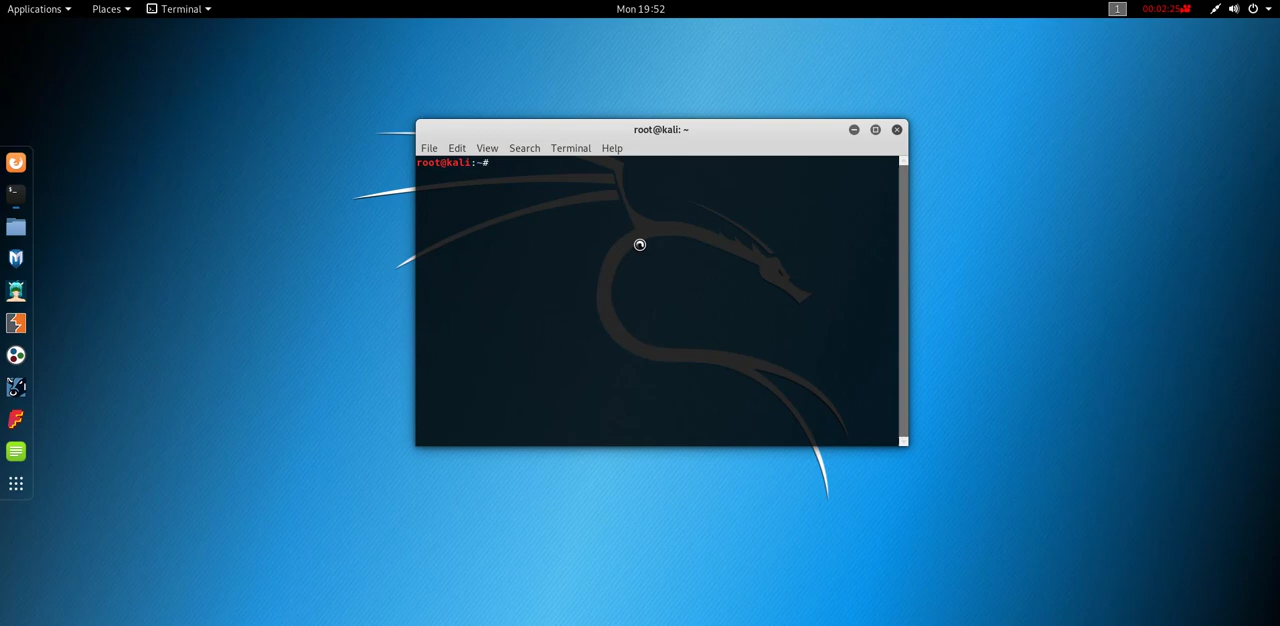 Applications Places Terminal Mon 19:52 1 00:02:25
root@kali: ~
File Edit View Search Terminal Help
root@kali:~#